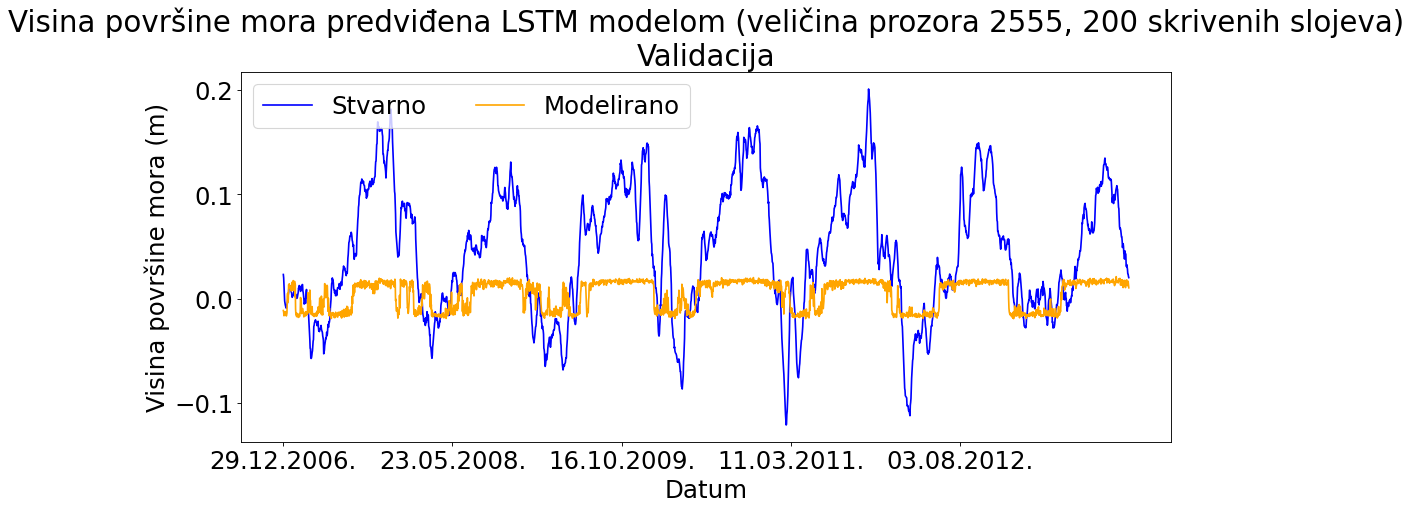 Visina površine mora predviđena LSTM modelom (veličina prozora 2555, 200 skrivenih slojeva)
Validacija
Stvarno
Modelirano
Visina površine mora (m)
0.2
0.1
0.0
−0.1
29.12.2006.
23.05.2008.
16.10.2009.
11.03.2011.
03.08.2012.
Datum